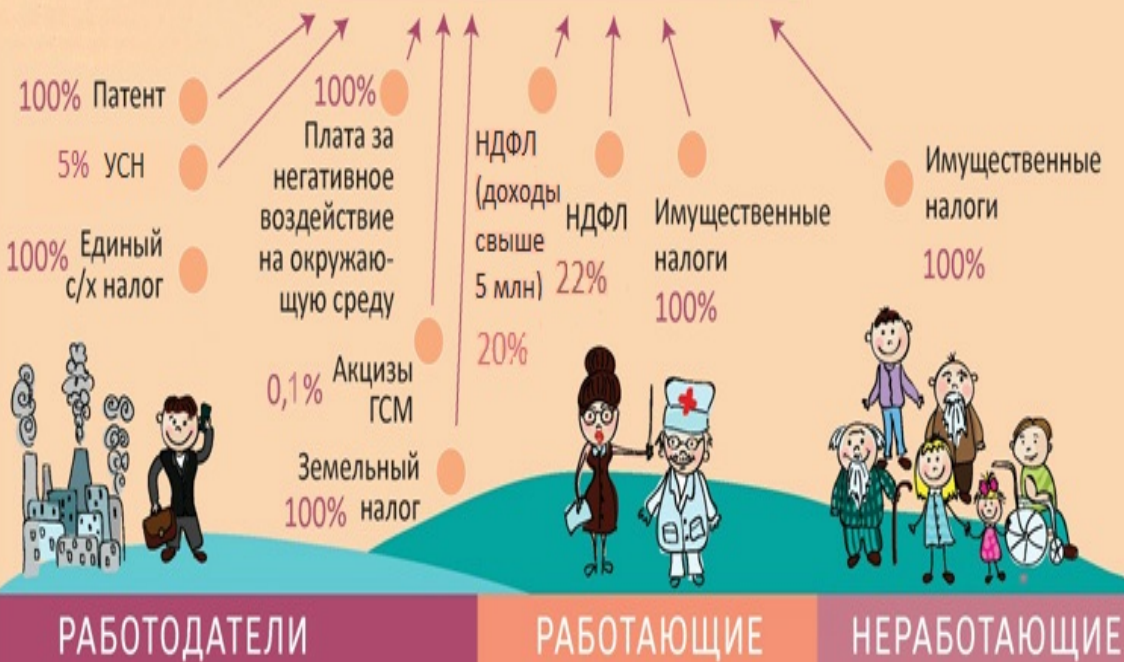 100% Патент
5% УСН
100% Единый
с/х налог
100%
Плата за
негативное
воздействие
на окружаю-
щую среду
0,1% Акцизы
ГСМ
Земельный
100% налог
НДФЛ
(доходы
свыше
5 млн)
20%
НДФЛ
22%
Имущественные
налоги
100%
Имущественные
налоги
100%
РАБОТОДАТЕЛИ
РАБОТАЮЩИЕ
НЕРАБОТАЮЩИЕ